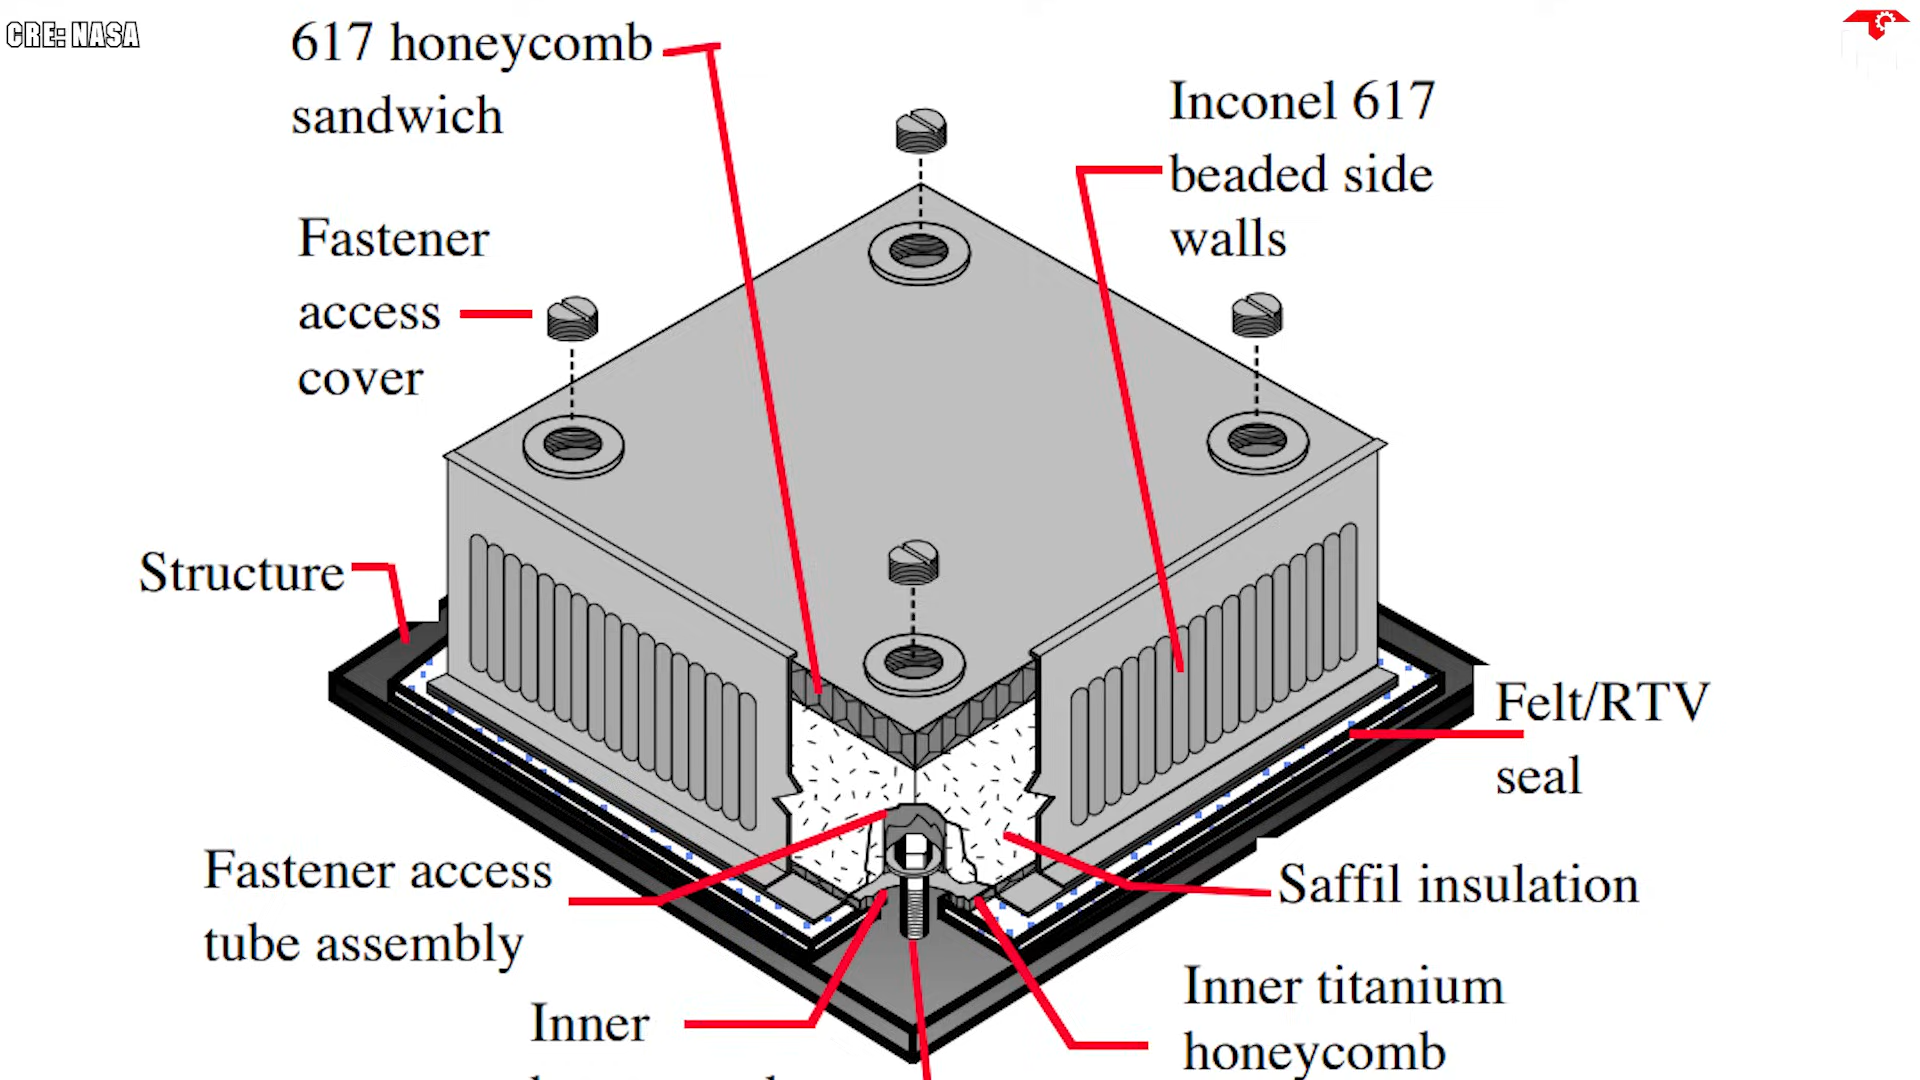 CRE: NASA
617 honeycomb
sandwich
Inconel 617
beaded side
walls
Fastener
access
cover
Structure
Felt/RTV
seal
Fastener access
tube assembly
Saffil insulation
Inner
Inner titanium
honeycomb